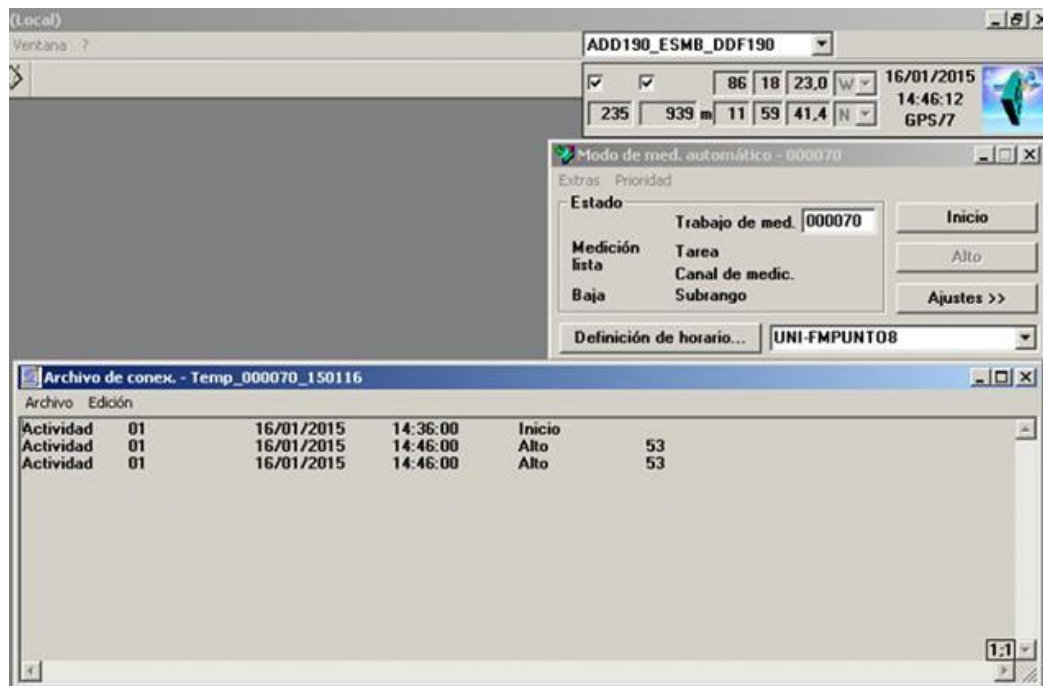 (Local)
Ventana ?
ADD190_ESMB_DDF190
86 18 23,0 W 16/01/2015
14:46:12
235 939 m 11 59 41,4 N GPS/7
Modo de med. automático - 000070
Extras Prioridad
Estado
Trabajo de med. 000070 Inicio
Medición lista Tarea Alto
Canal de medic.
Baja Subrango Ajustes >>
Definición de horario... UNI-FMPUNTO8
Archivo de conex. - Temp_000070_150116
Archivo Edición
Actividad 01 16/01/2015 14:36:00 Inicio
Actividad 01 16/01/2015 14:46:00 Alto 53
Actividad 01 16/01/2015 14:46:00 Alto 53
1:1